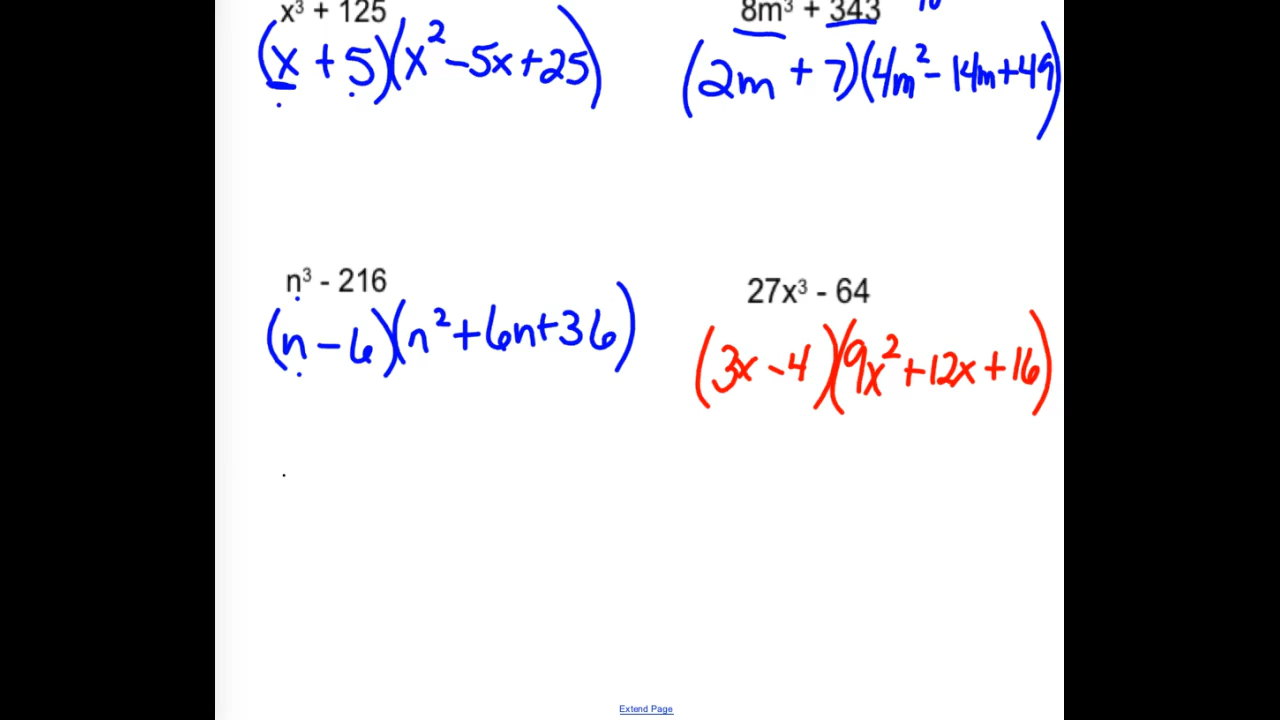 x³ + 125
(x + 5)(x² - 5x + 25)
8m³ + 343
(2m + 7)(4m² - 14m + 49)
n³ - 216
(n - 6)(n² + 6n + 36)
27x³ - 64
(3x - 4)(9x² + 12x + 16)
Extend Page